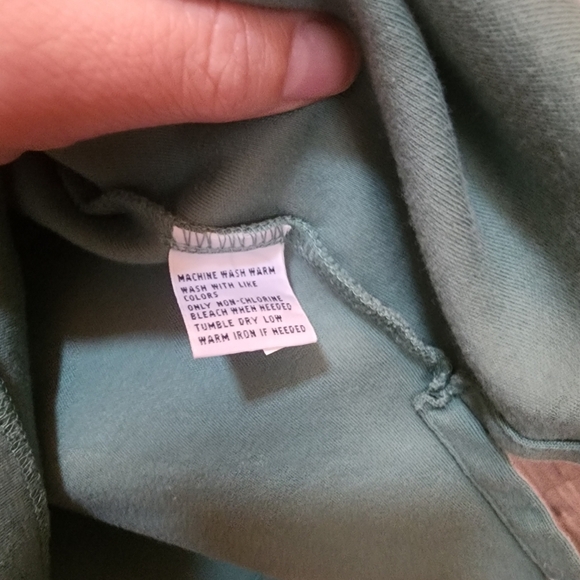 MACHINE WASH WARM
WASH WITH LIKE
COLORS
ONLY NON-CHLORINE
BLEACH WHEN NEEDED
TUMBLE DRY LOW
WARM IRON IF NEEDED